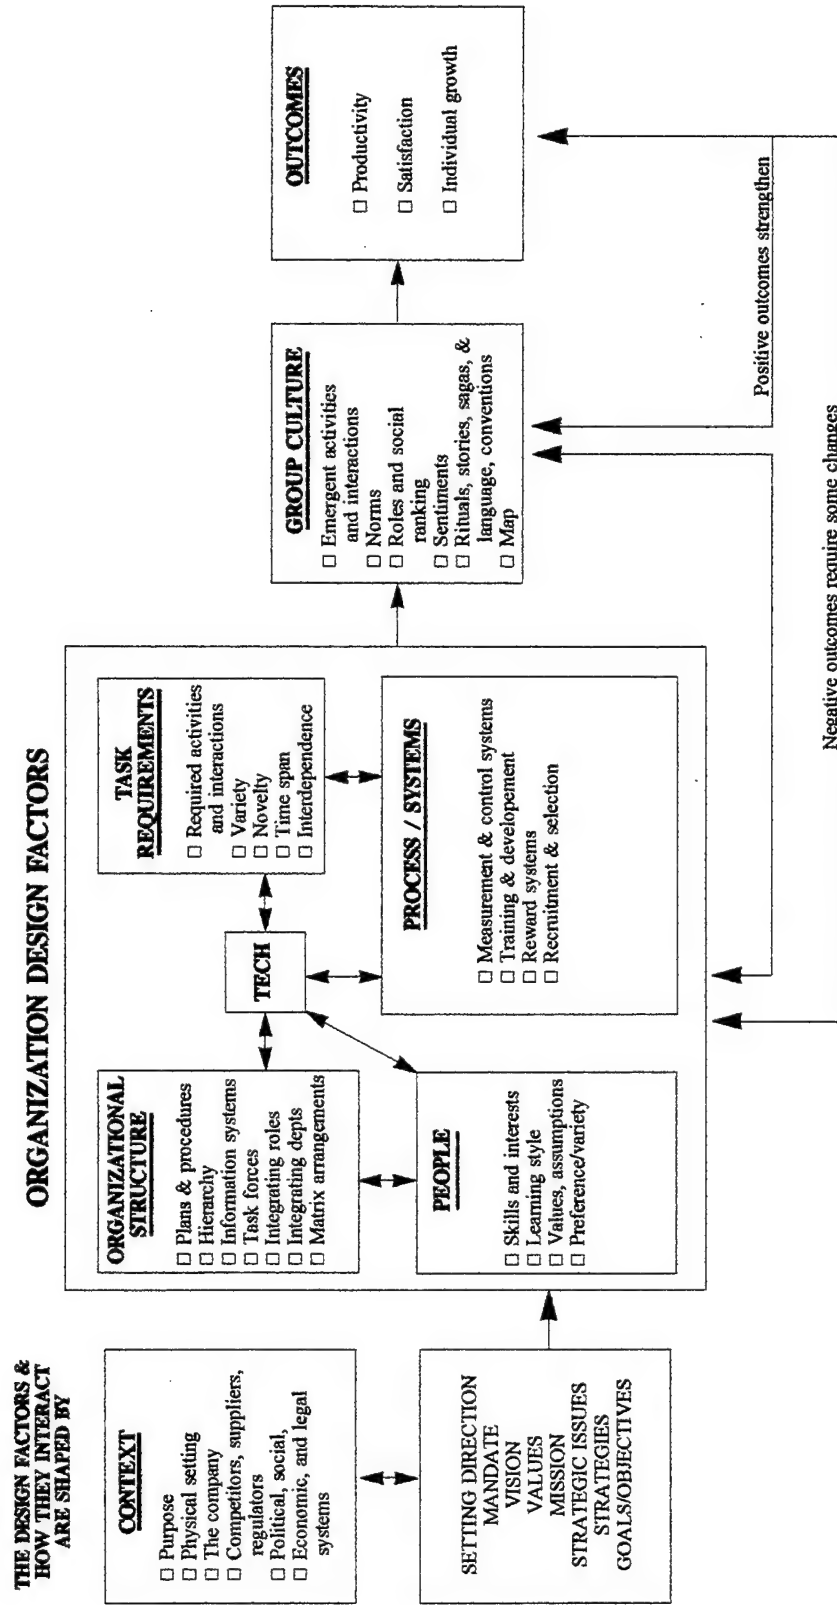 ORGANIZATION DESIGN FACTORS
THE DESIGN FACTORS &
HOW THEY INTERACT
ARE SHAPED BY
CONTEXT
□ Purpose
□ Physical setting
□ The company
□ Competitors, suppliers,
regulators
□ Political, social,
□ Economic, and legal
systems
SETTING DIRECTION
MANDATE
VISION
VALUES
MISSION
STRATEGIC ISSUES
STRATEGIES
GOALS/OBJECTIVES
ORGANIZATIONAL
STRUCTURE
□ Plans & procedures
□ Hierarchy
□ Information systems
□ Task forces
□ Integrating roles
□ Integrating depts
□ Matrix arrangements
PEOPLE
□ Skills and interests
□ Learning style
□ Values, assumptions
□ Preference/variety
TECH
TASK
REQUIREMENTS
□ Required activities
and interactions
□ Variety
□ Novelty
□ Time span
□ Interdependence
PROCESS / SYSTEMS
□ Measurement & control systems
□ Training & developement
□ Reward systems
□ Recruitment & selection
GROUP CULTURE
□ Emergent activities
and interactions
□ Norms
□ Roles and social
ranking
□ Sentiments
□ Rituals, stories, sagas, &
language, conventions
□ Map
OUTCOMES
□ Productivity
□ Satisfaction
□ Individual growth
Positive outcomes strengthen
Negative outcomes require some changes